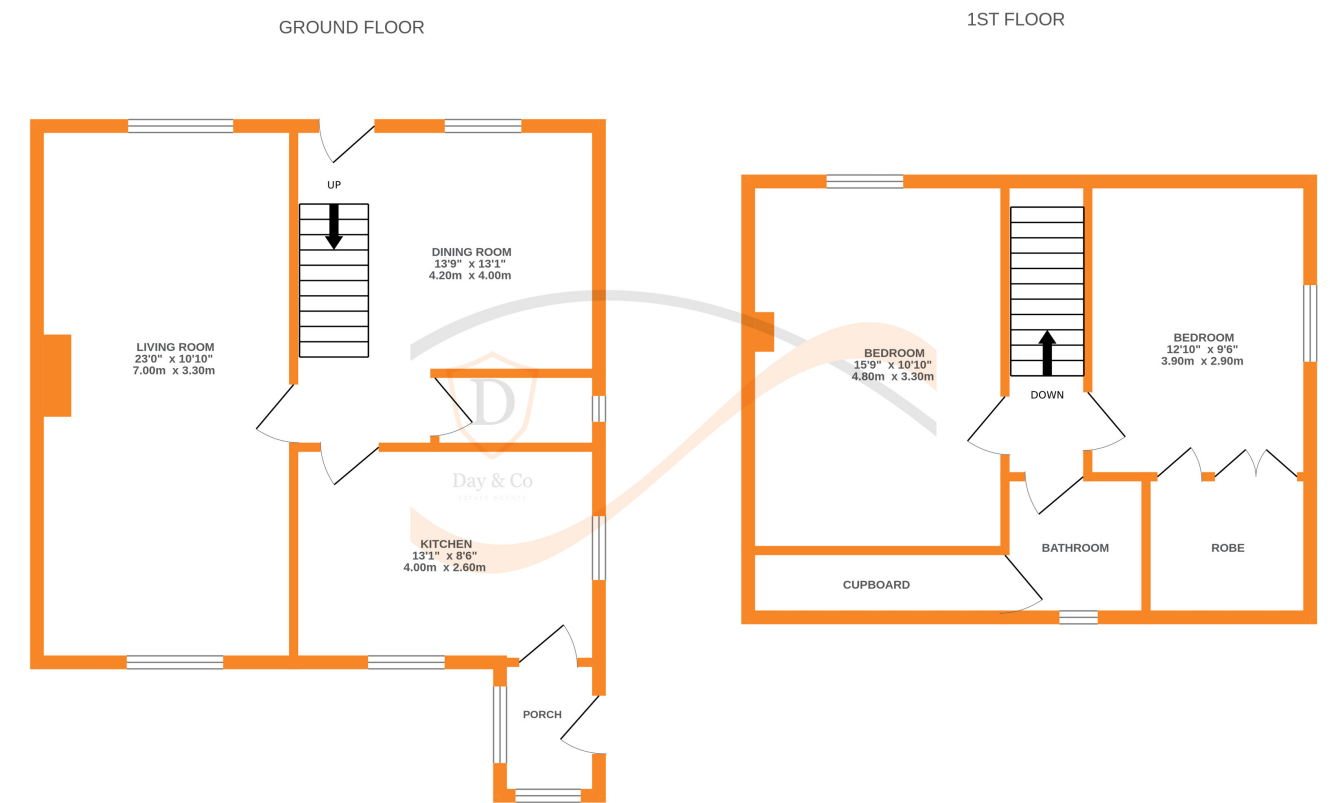 GROUND FLOOR
UP
DINING ROOM
13'9" x 13'1"
4.20m x 4.00m
LIVING ROOM
23'0" x 10'10"
7.00m x 3.30m
D
Day & Co
ESTATE AGENTS
KITCHEN
13'1" x 8'6"
4.00m x 2.60m
PORCH
1ST FLOOR
BEDROOM
15'9" x 10'10"
4.80m x 3.30m
DOWN
BEDROOM
12'10" x 9'6"
3.90m x 2.90m
BATHROOM
ROBE
CUPBOARD